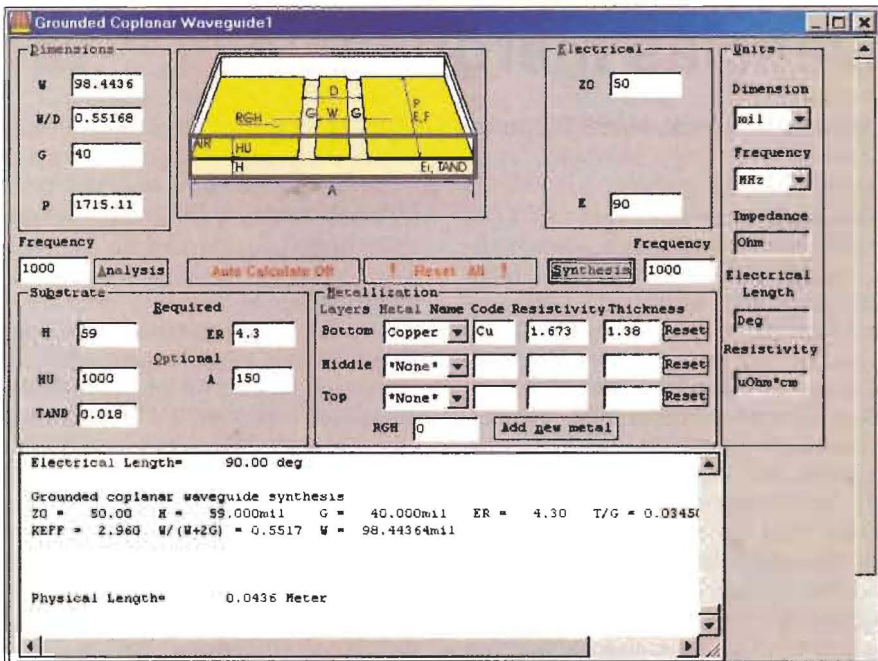 Grounded Coplanar Waveguide1
Dimensions
W 98.4436
W/D 0.55168
G 40
P 1715.11
D
RGH G W G P
E,F
AIR HU
H Er, TAND
A
Electrical
Z0 50
E 90
Units
Dimension
mil
Frequency
MHz
Impedance
Ohm
Electrical
Length
Deg
Resistivity
uOhm*cm
Frequency
1000 Analysis Auto Calculate Off ! Reset All ! Synthesis
Frequency
1000
Substrate
Required
H 59 ER 4.3
Optional
HU 1000 A 150
TAND 0.018
Metallization
Layers Metal Name Code Resistivity Thickness
Bottom Copper Cu 1.673 1.38 Reset
Middle *None* Reset
Top *None* Reset
RGH 0 Add new metal
Electrical Length= 90.00 deg
Grounded coplanar waveguide synthesis
Z0 = 50.00 H = 59.000mil G = 40.000mil ER = 4.30 T/G = 0.03450
KEFF = 2.960 W/(W+2G) = 0.5517 W = 98.44364mil
Physical Length= 0.0436 Meter